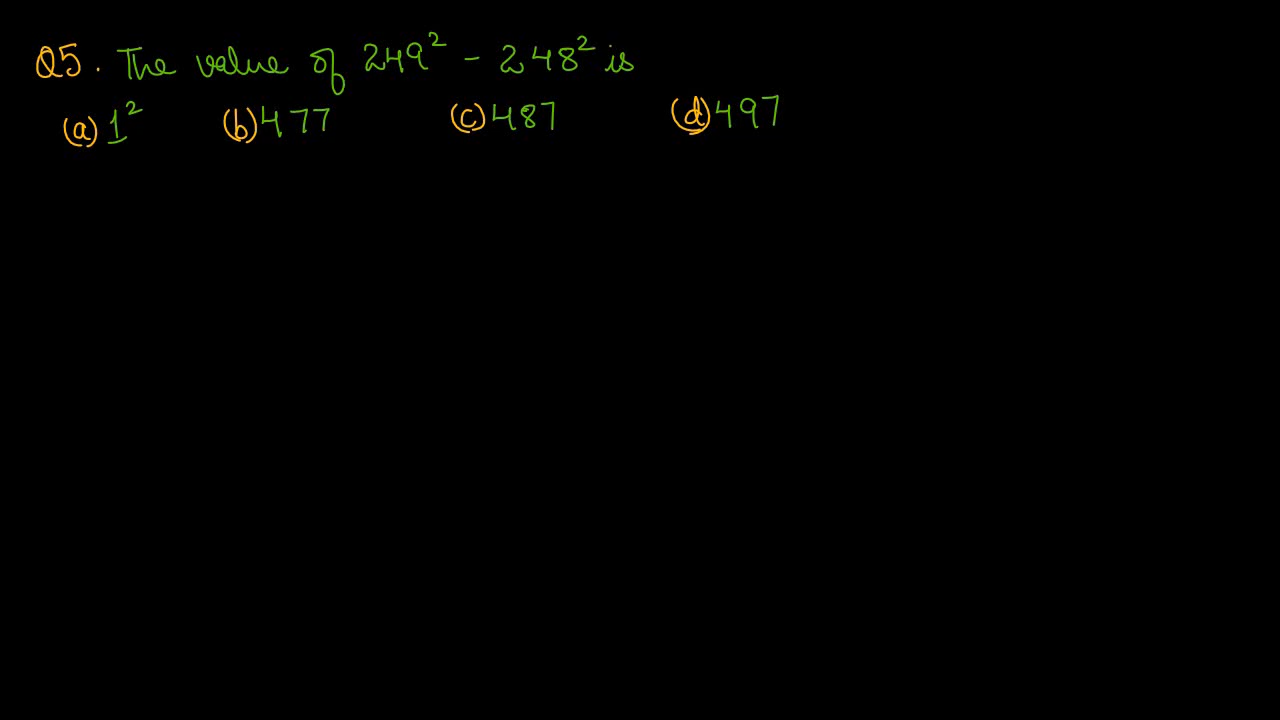 Q5. The value of 249² - 248² is
(a) 1² (b) 477 (c) 487 (d) 497